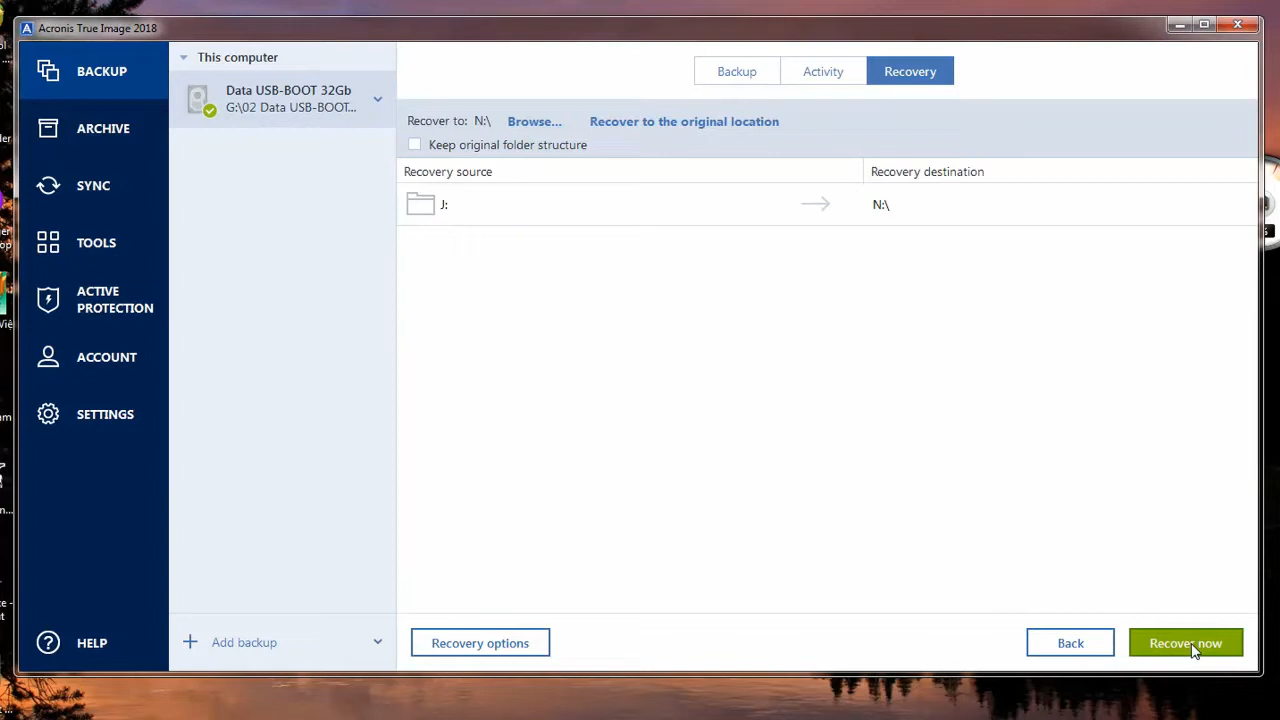 Acronis True Image 2018
BACKUP
ARCHIVE
SYNC
TOOLS
ACTIVE
PROTECTION
ACCOUNT
SETTINGS
HELP
This computer
Data USB-BOOT 32Gb
G:\02 Data USB-BOOT...
Add backup
Backup
Activity
Recovery
Recover to: N:\ Browse... Recover to the original location
Keep original folder structure
Recovery source
Recovery destination
J:
N:\
Recovery options
Back
Recover now